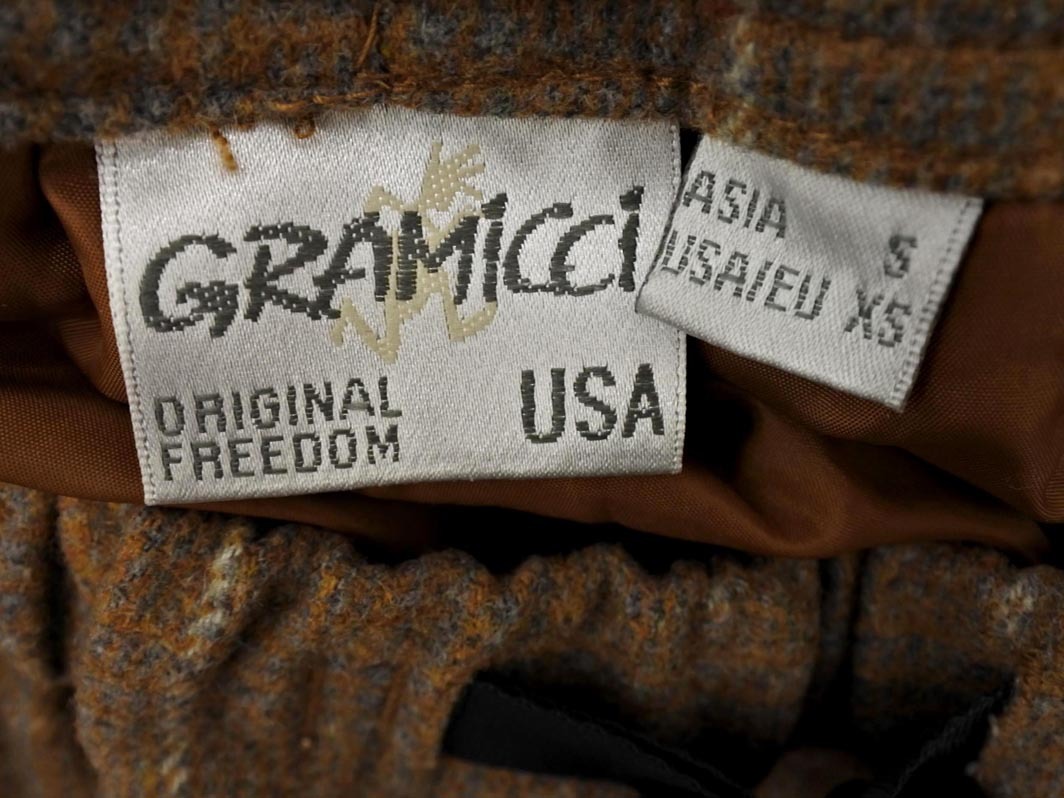 GRAMICCI
ORIGINAL
FREEDOM
USA
ASIA S
USA/EU XS